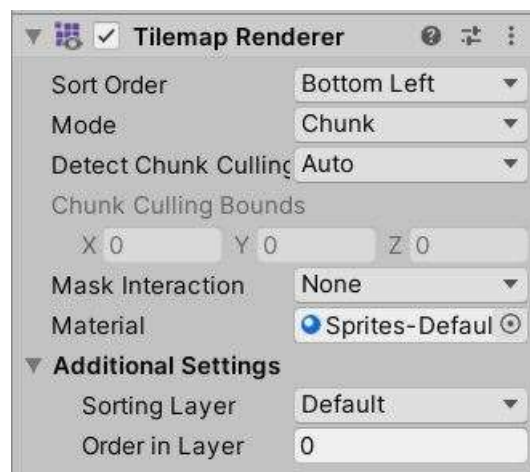 Tilemap Renderer
Sort Order Bottom Left
Mode Chunk
Detect Chunk Culling Auto
Chunk Culling Bounds
X 0 Y 0 Z 0
Mask Interaction None
Material Sprites-Defaul
Additional Settings
Sorting Layer Default
Order in Layer 0